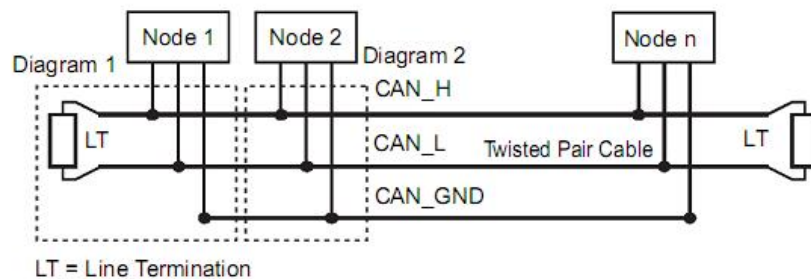 Node 1
Node 2
Node n
Diagram 1
Diagram 2
CAN_H
LT
CAN_L
Twisted Pair Cable
LT
CAN_GND
LT = Line Termination